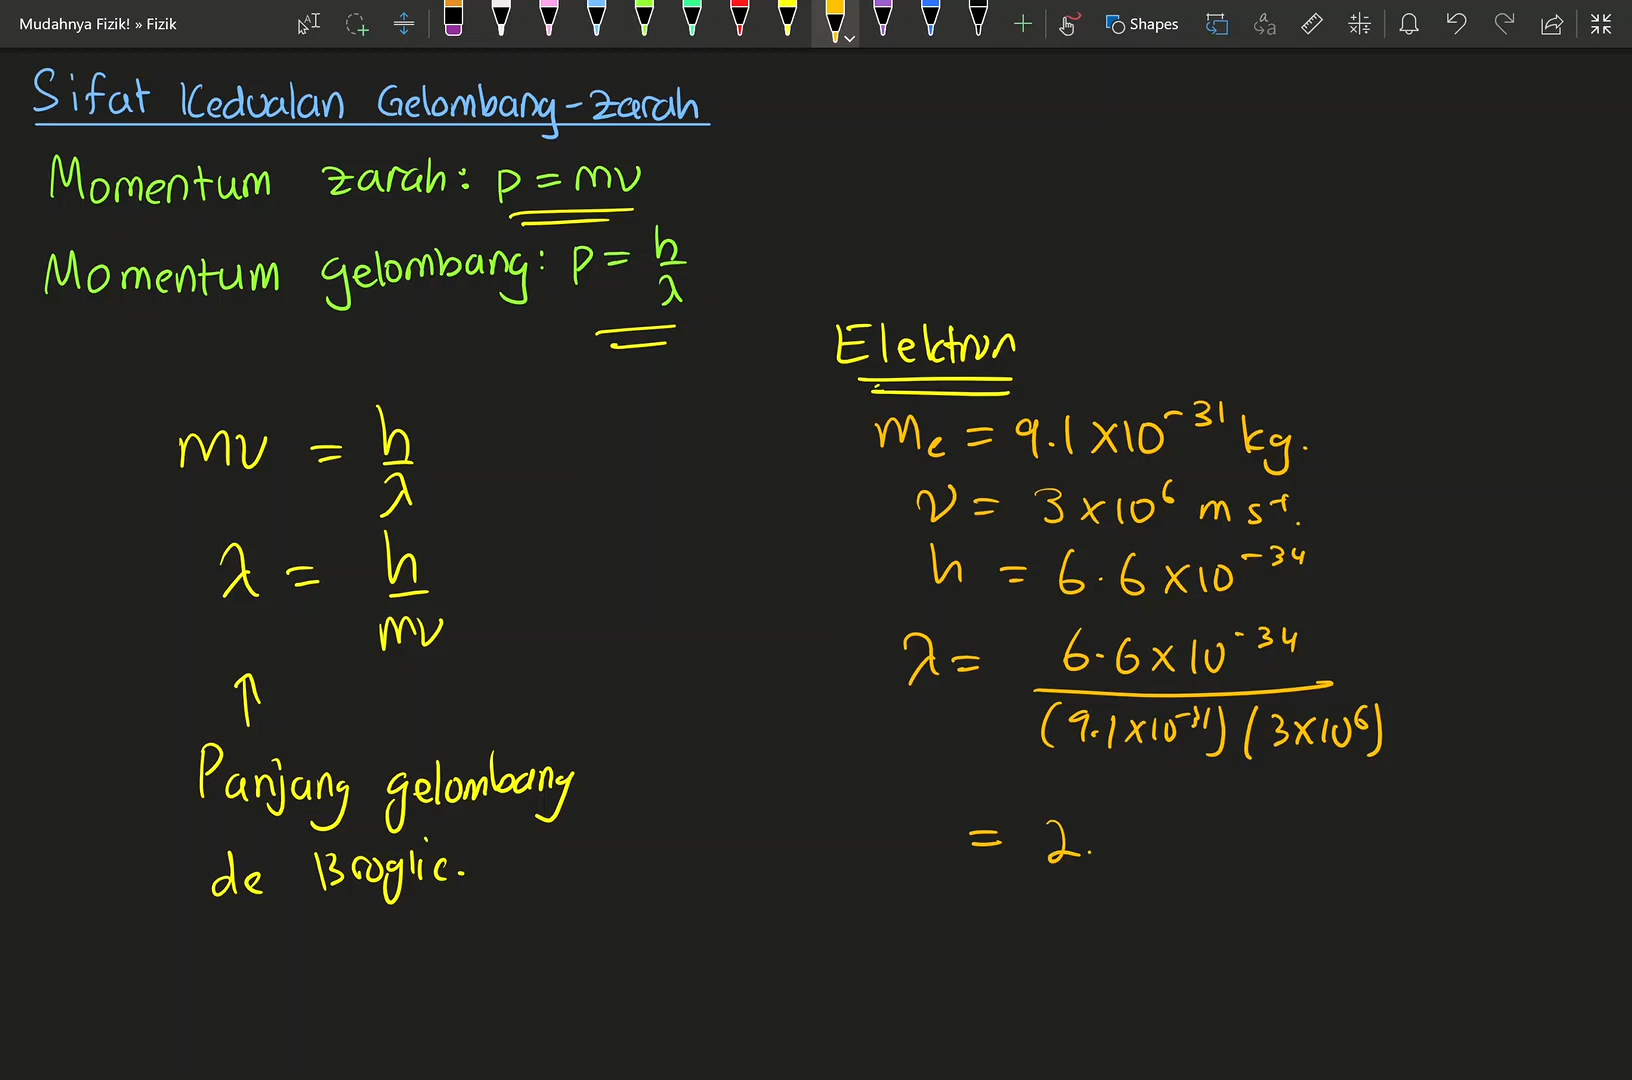 Mudahnya Fizik! » Fizik
Shapes
Sifat Kedualan Gelombang-Zarah
Momentum zarah: p = mv
Momentum gelombang: p = h/λ
mv = h/λ
λ = h/mv
↑
Panjang gelombang
de Broglie.
Elektron
me = 9.1 × 10⁻³¹ kg.
v = 3 × 10⁶ m s⁻¹.
h = 6.6 × 10⁻³⁴
λ = 6.6 × 10⁻³⁴ / (9.1 × 10⁻³¹)(3 × 10⁶)
= 2.